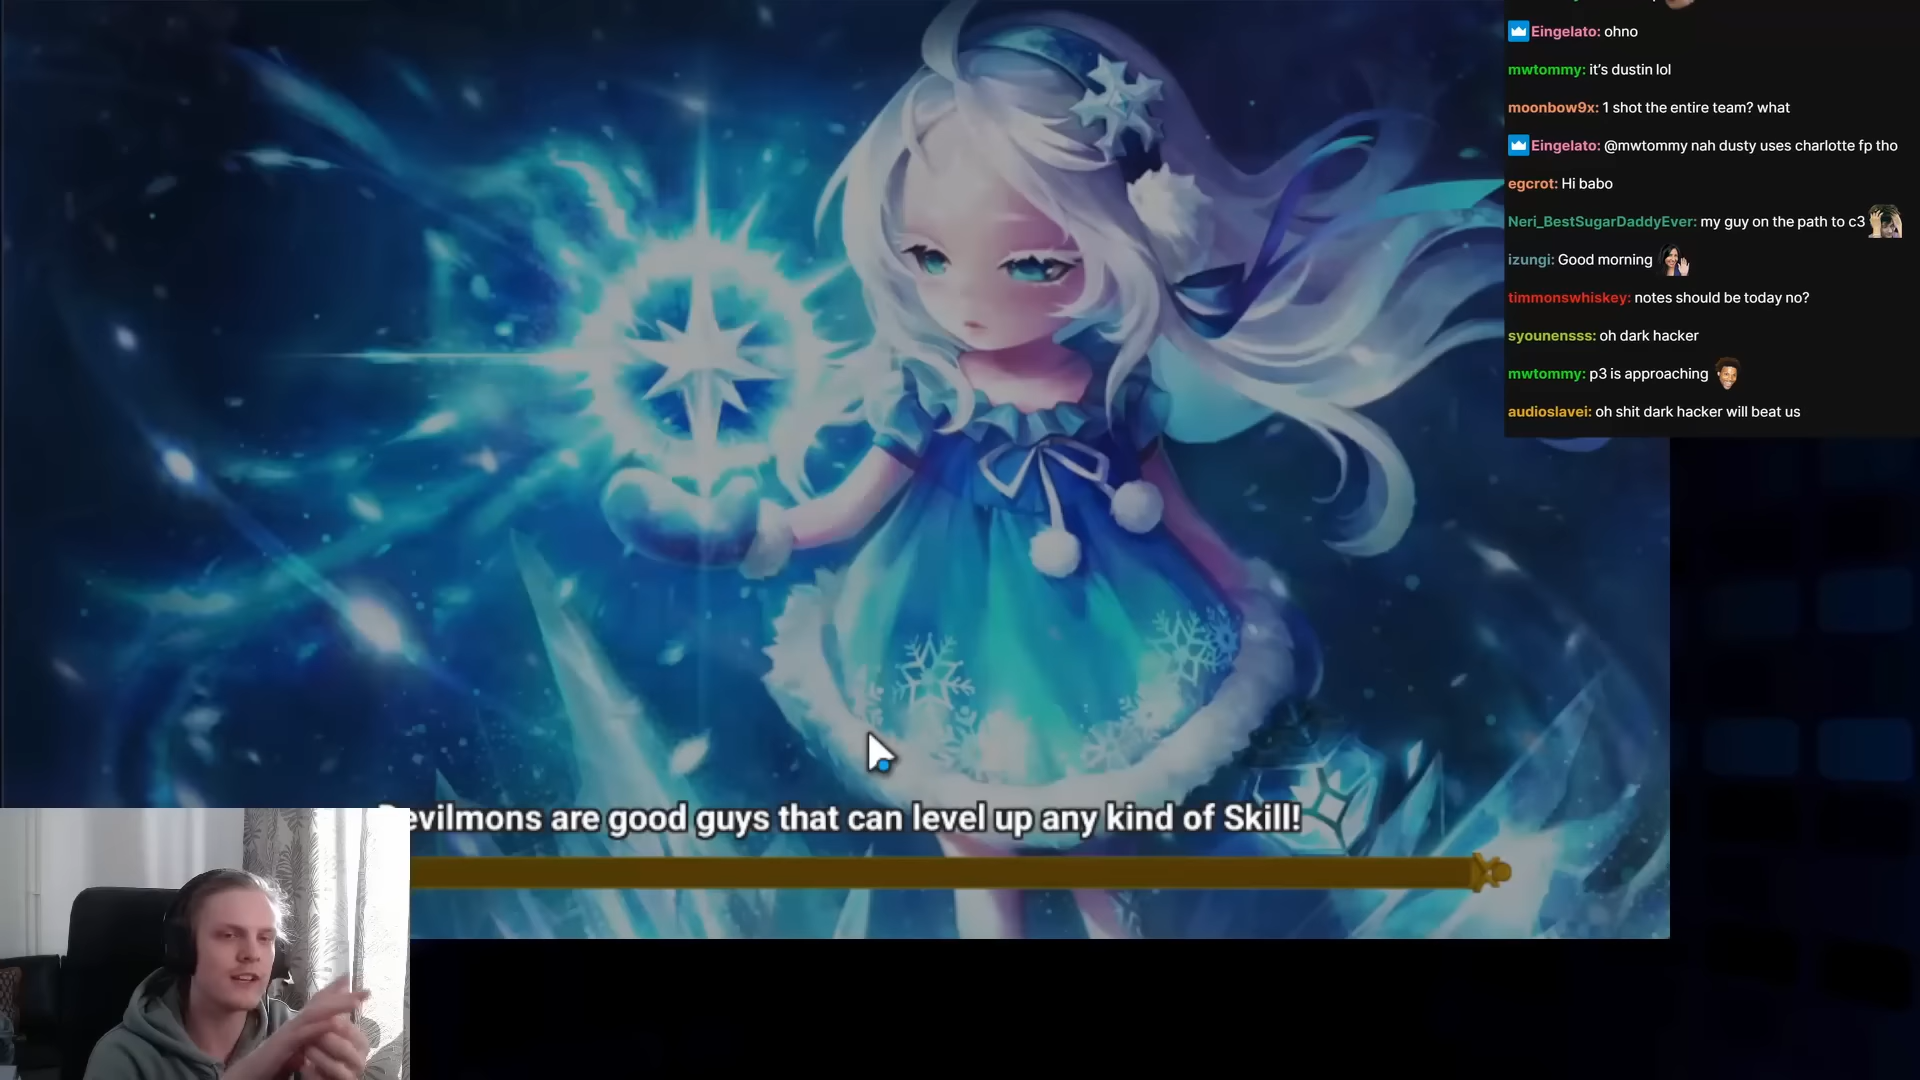 Eingelato: ohno
mwtommy: it's dustin lol
moonbow9x: 1 shot the entire team? what
Eingelato: @mwtommy nah dusty uses charlotte fp tho
egcrot: Hi babo
Neri_BestSugarDaddyEver: my guy on the path to c3
izungi: Good morning
timmonswhiskey: notes should be today no?
syounensss: oh dark hacker
mwtommy: p3 is approaching
audioslavei: oh shit dark hacker will beat us
Devilmons are good guys that can level up any kind of Skill!